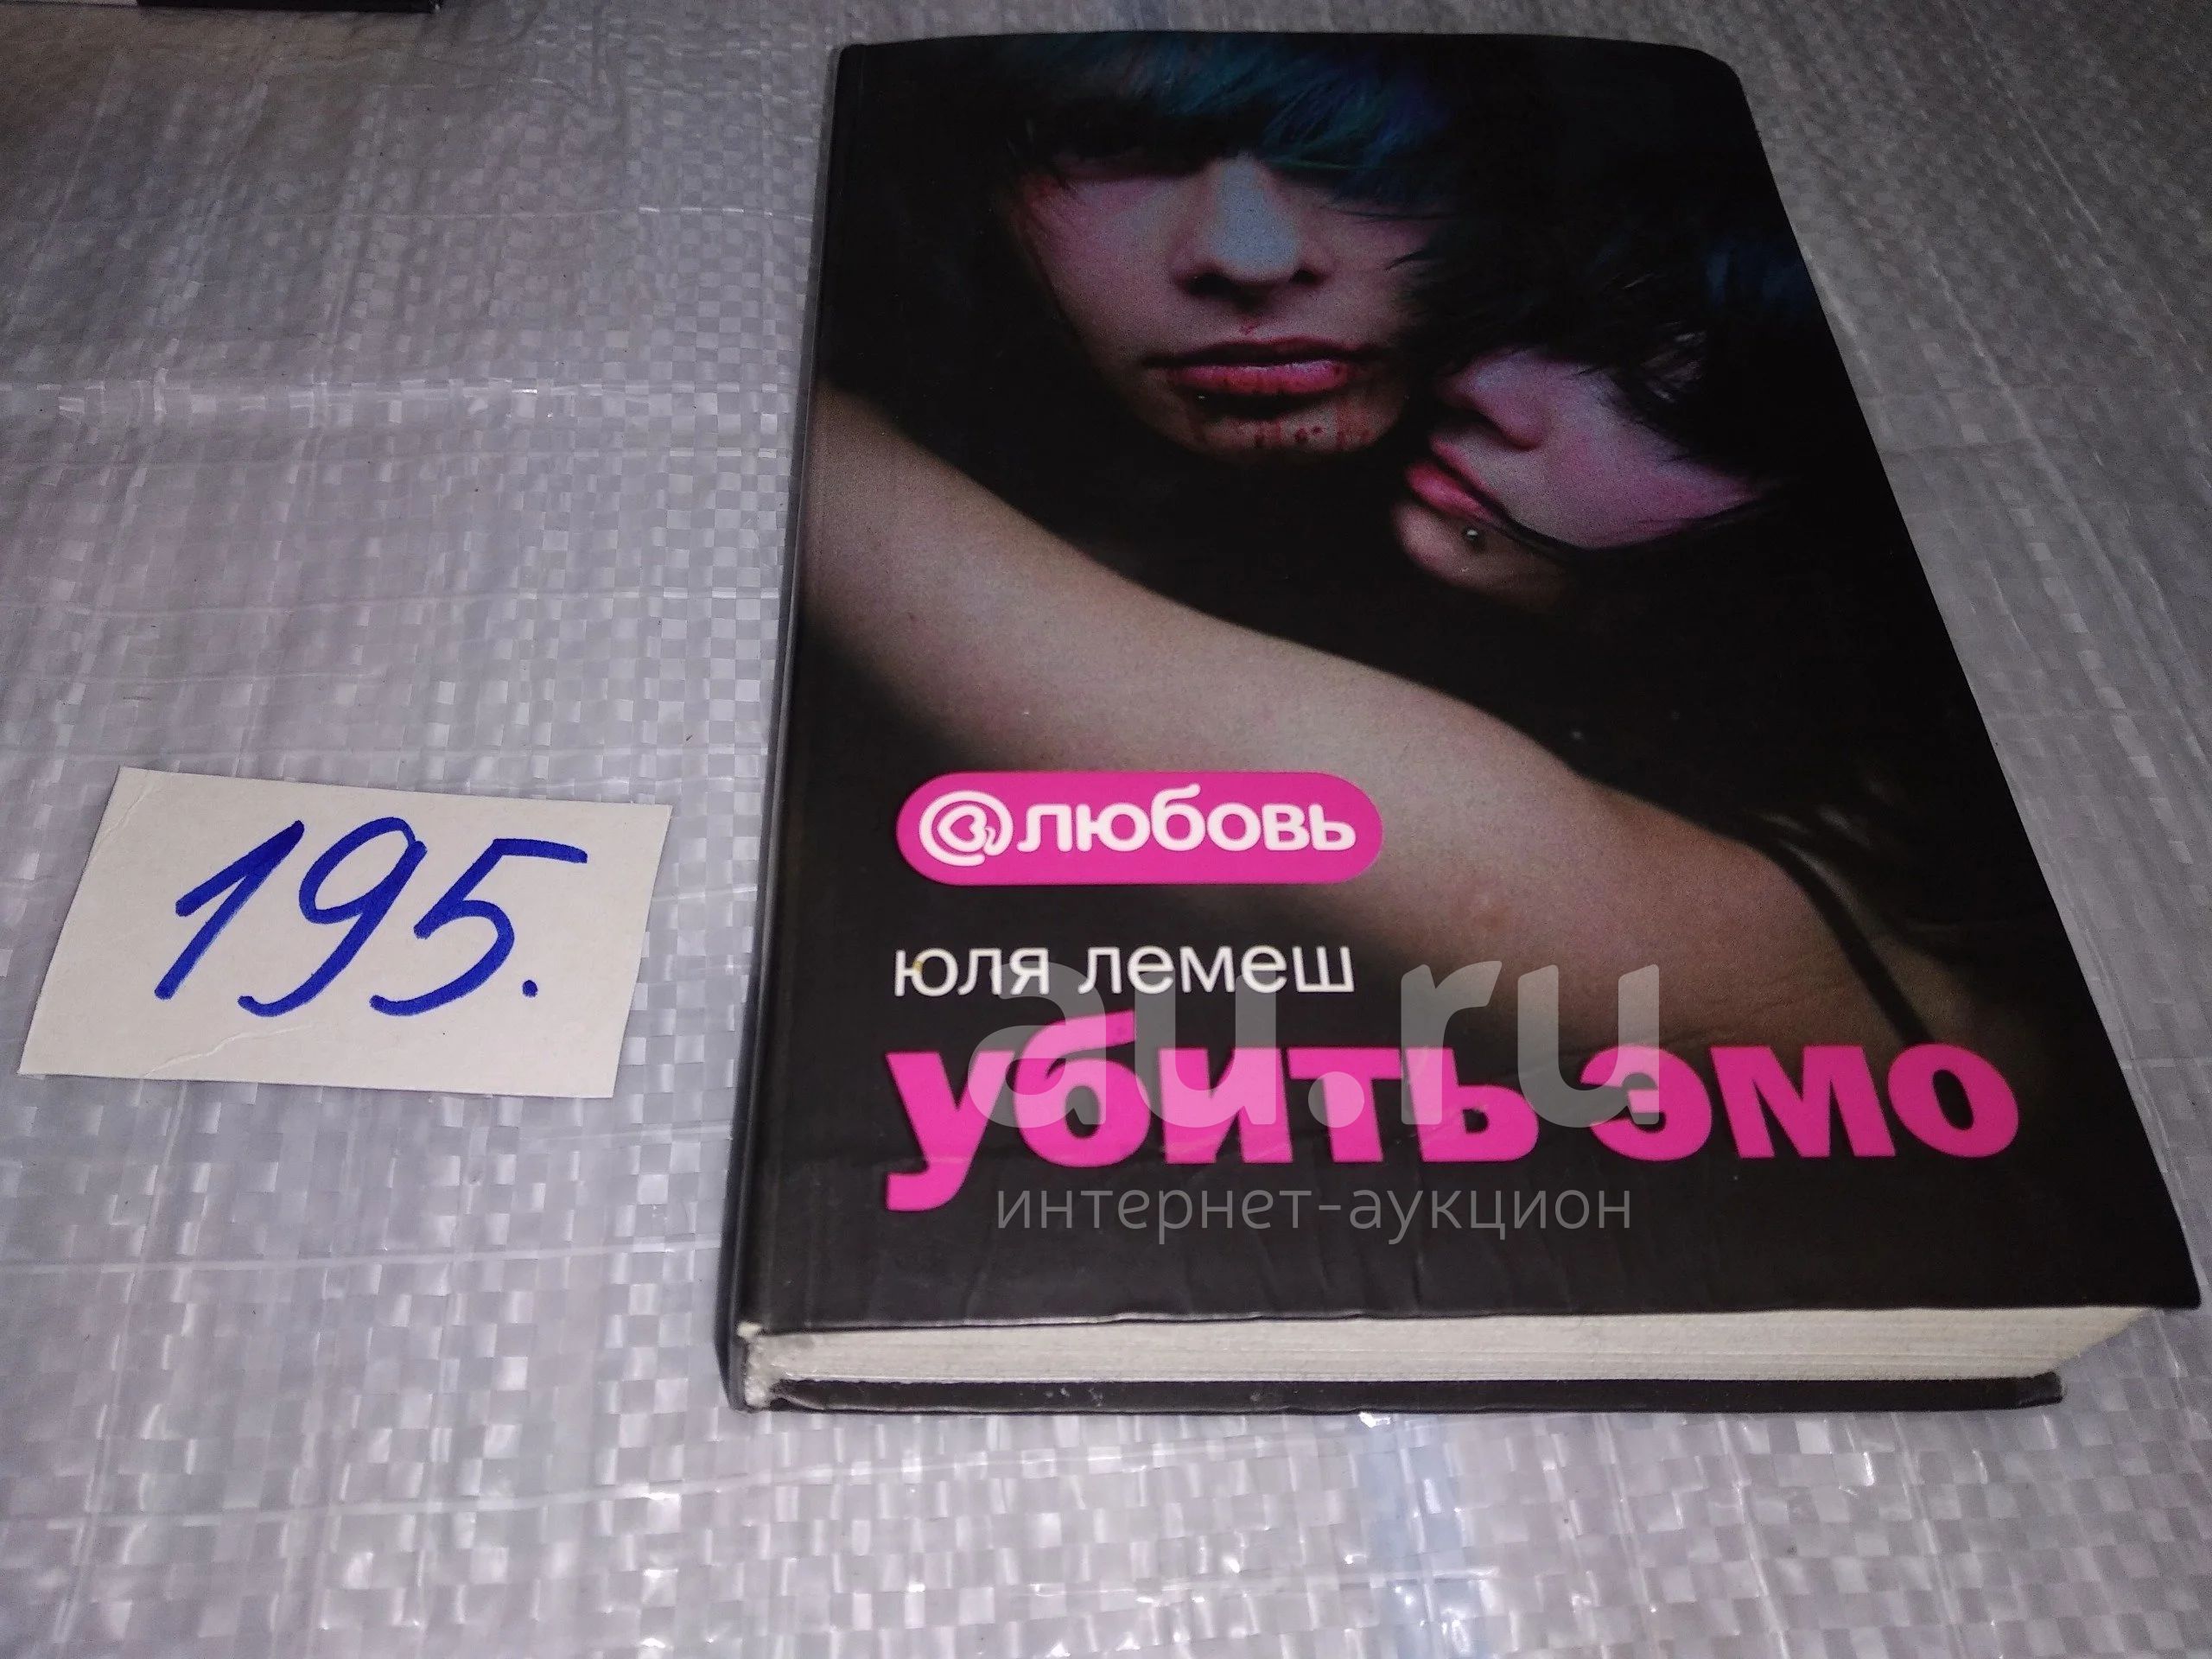 195.
@любовь
юля лемеш
убить эмо
au.ru
интернет-аукцион